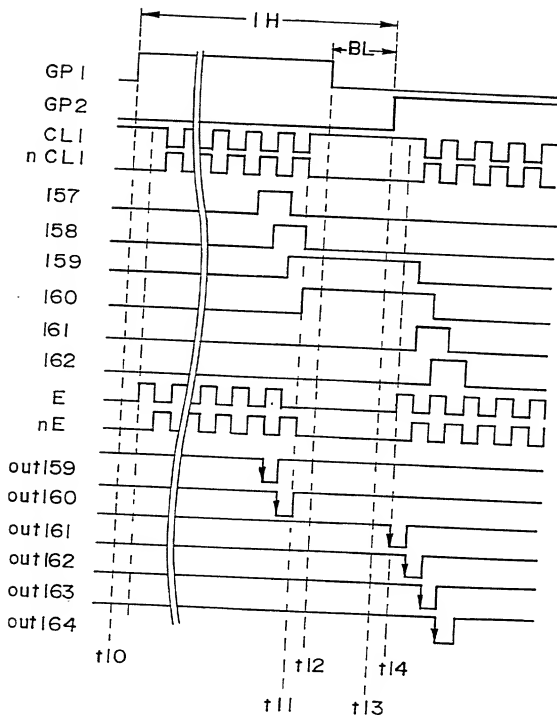 1H
BL
GP1
GP2
CL1
nCL1
157
158
159
160
161
162
E
nE
out159
out160
out161
out162
out163
out164
t10
t12
t14
t11
t13